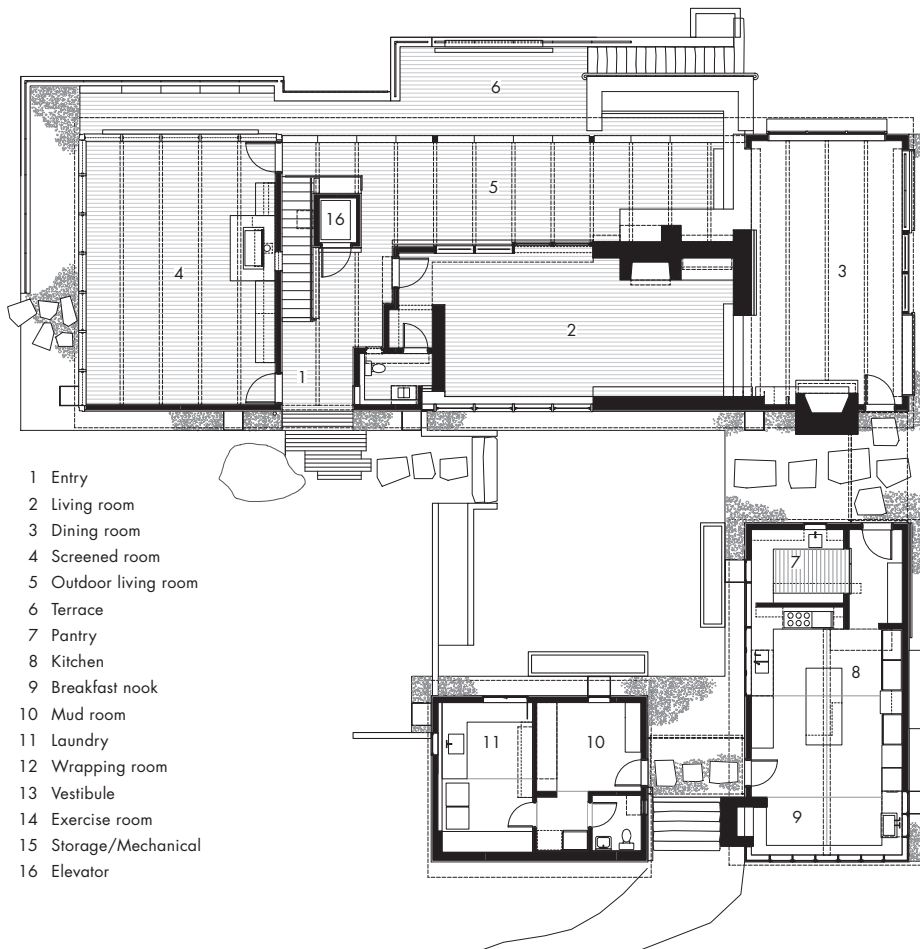 6
5
16
4
3
2
1
1 Entry
2 Living room
3 Dining room
4 Screened room
5 Outdoor living room
6 Terrace
7 Pantry
8 Kitchen
9 Breakfast nook
10 Mud room
11 Laundry
12 Wrapping room
13 Vestibule
14 Exercise room
15 Storage/Mechanical
16 Elevator
7
8
11
10
9